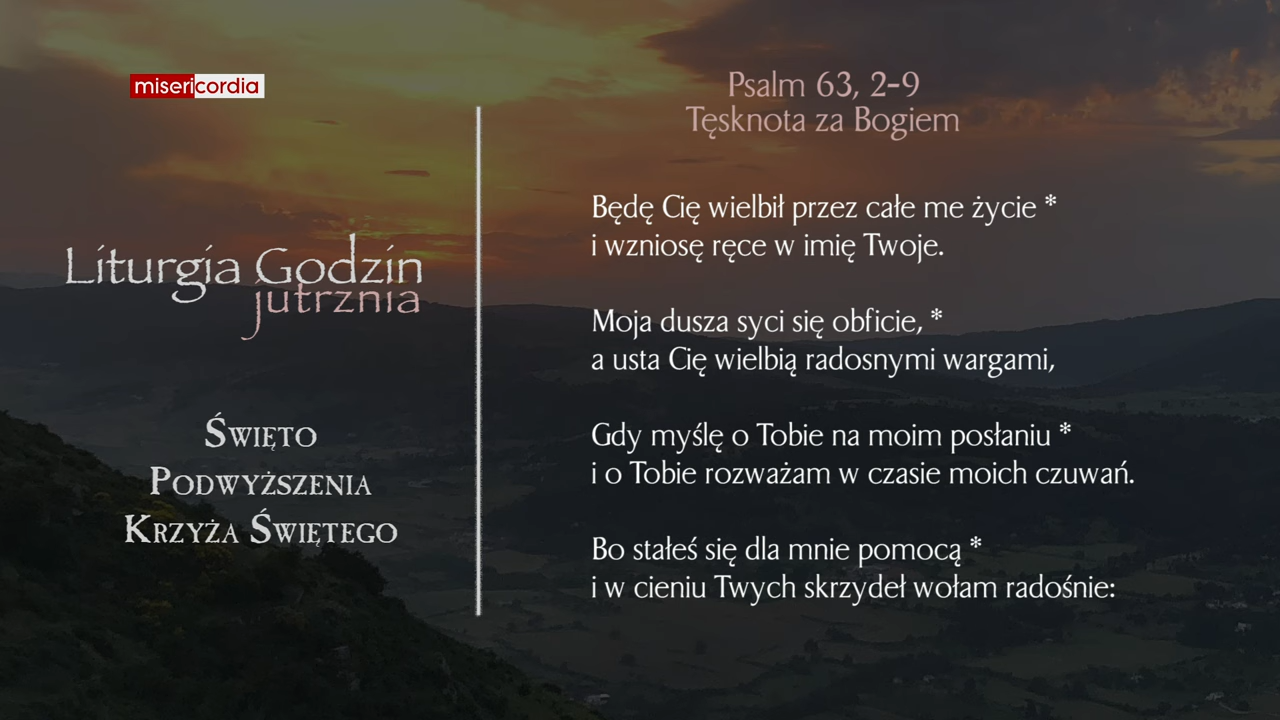 misericordia
Liturgia Godzin
jutrznia
Święto
Podwyższenia
Krzyża Świętego
Psalm 63, 2-9
Tęsknota za Bogiem
Będę Cię wielbił przez całe me życie *
i wzniosę ręce w imię Twoje.
Moja dusza syci się obficie, *
a usta Cię wielbią radosnymi wargami,
Gdy myślę o Tobie na moim posłaniu *
i o Tobie rozważam w czasie moich czuwań.
Bo stałeś się dla mnie pomocą *
i w cieniu Twych skrzydeł wołam radośnie: